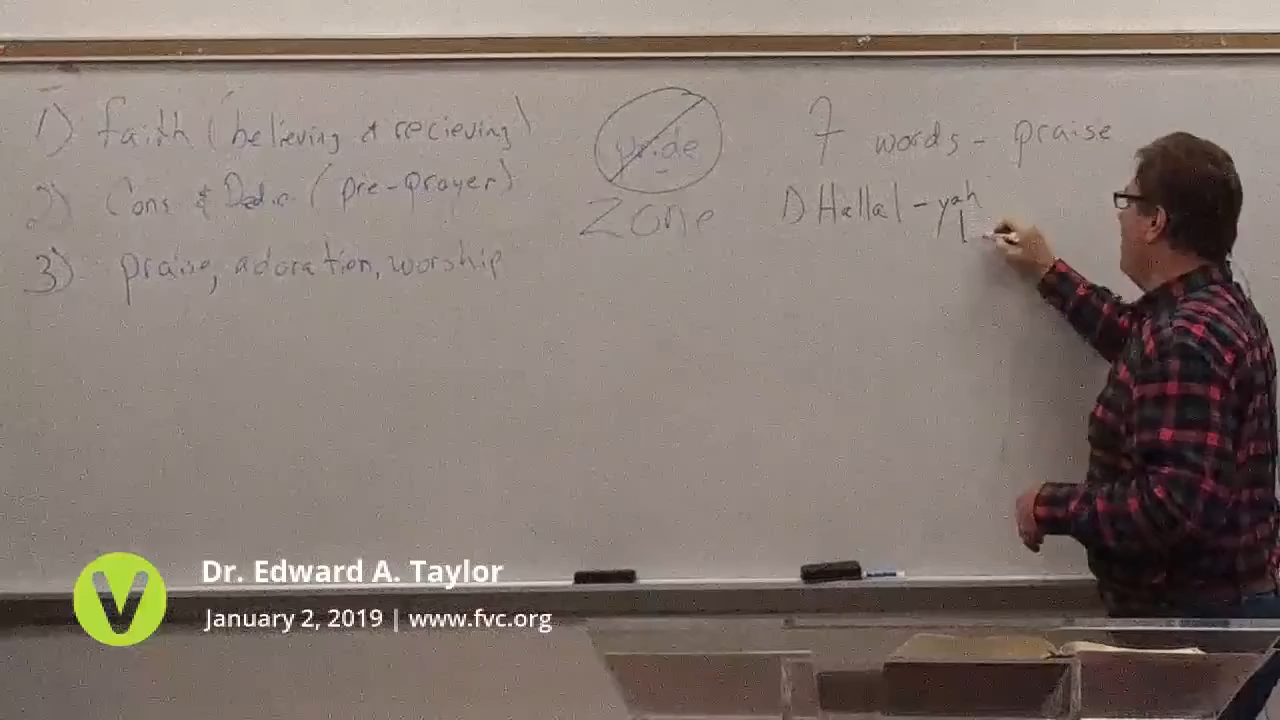 1) faith (believing & recieving)
2) Cons & Dedic (pre-prayer)
3) praise, adoration, worship
pride
Zone
7 words - praise
1) Hallal - yah
V
Dr. Edward A. Taylor
January 2, 2019 | www.fvc.org